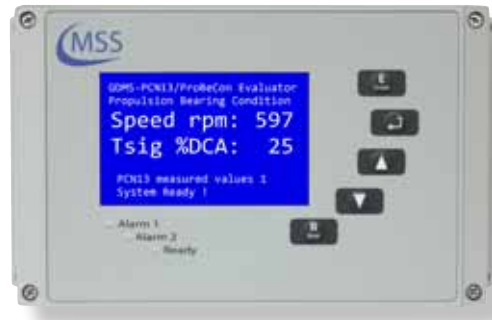 MSS
GDMS-PCN13/ProBeCon Evaluator
Propulsion Bearing Condition
Speed rpm: 597
Tsig %DCA: 25
PCN13 measured values 1
System Ready !
Alarm 1
Alarm 2
Ready
E
R